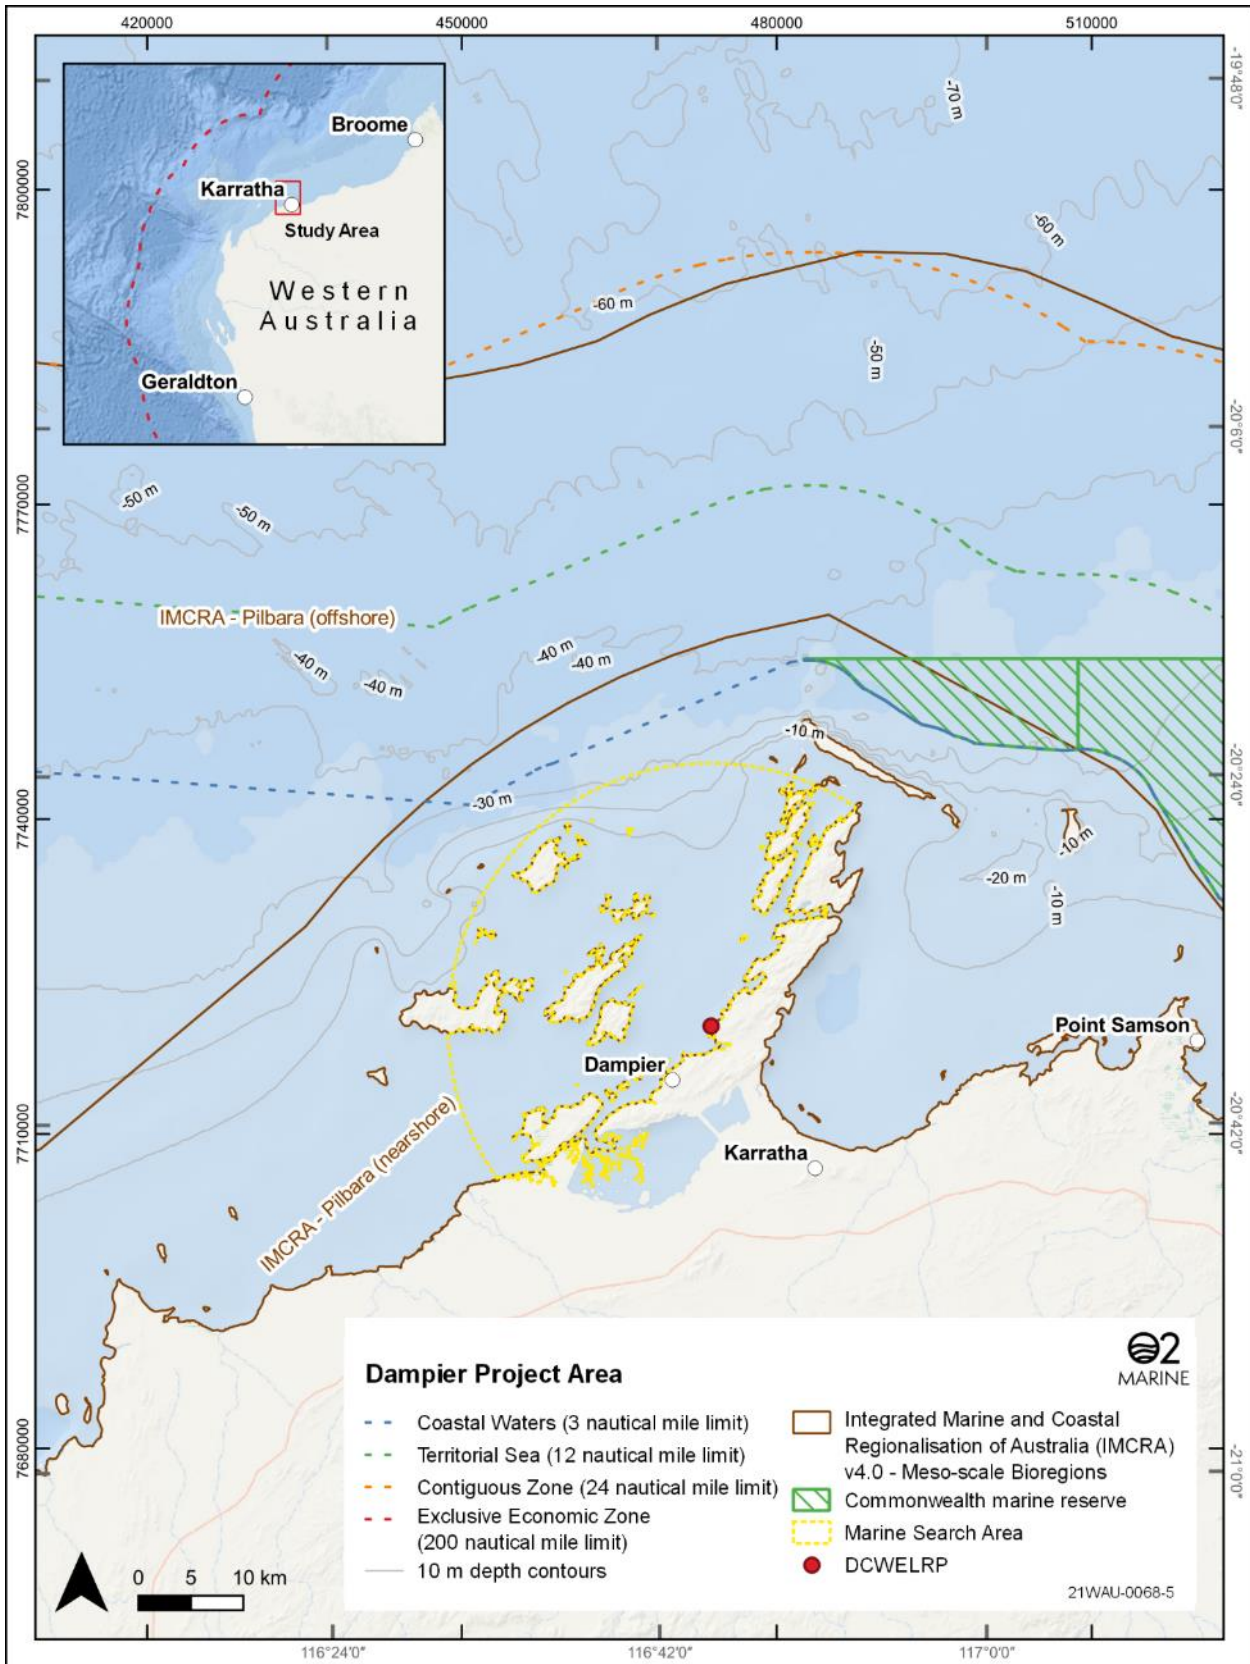 420000
450000
480000
510000
-19°48'0"
-70 m
Broome
Karratha
Study Area
Western
Australia
Geraldton
7800000
-60 m
-60 m
-50 m
-20°6'0"
-50 m
-50 m
7770000
IMCRA - Pilbara (offshore)
-40 m
-40 m
-40 m
-40 m
-10 m
-20°24'0"
-30 m
7740000
-10 m
-20 m
-10 m
Point Samson
Dampier
Karratha
7710000
-20°42'0"
IMCRA - Pilbara (nearshore)
7680000
-21°0'0"
Dampier Project Area
O2
MARINE
Coastal Waters (3 nautical mile limit)
Territorial Sea (12 nautical mile limit)
Contiguous Zone (24 nautical mile limit)
Exclusive Economic Zone
(200 nautical mile limit)
10 m depth contours
Integrated Marine and Coastal
Regionalisation of Australia (IMCRA)
v4.0 - Meso-scale Bioregions
Commonwealth marine reserve
Marine Search Area
DCWELRP
21WAU-0068-5
0 5 10 km
116°24'0"
116°42'0"
117°0'0"